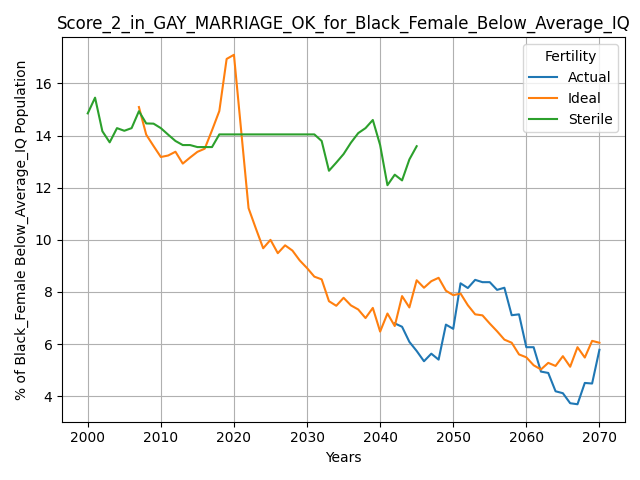 Score_2_in_GAY_MARRIAGE_OK_for_Black_Female_Below_Average_IQ
Fertility
Actual
Ideal
Sterile
% of Black_Female Below_Average_IQ Population
16
14
12
10
8
6
4
2000 2010 2020 2030 2040 2050 2060 2070
Years